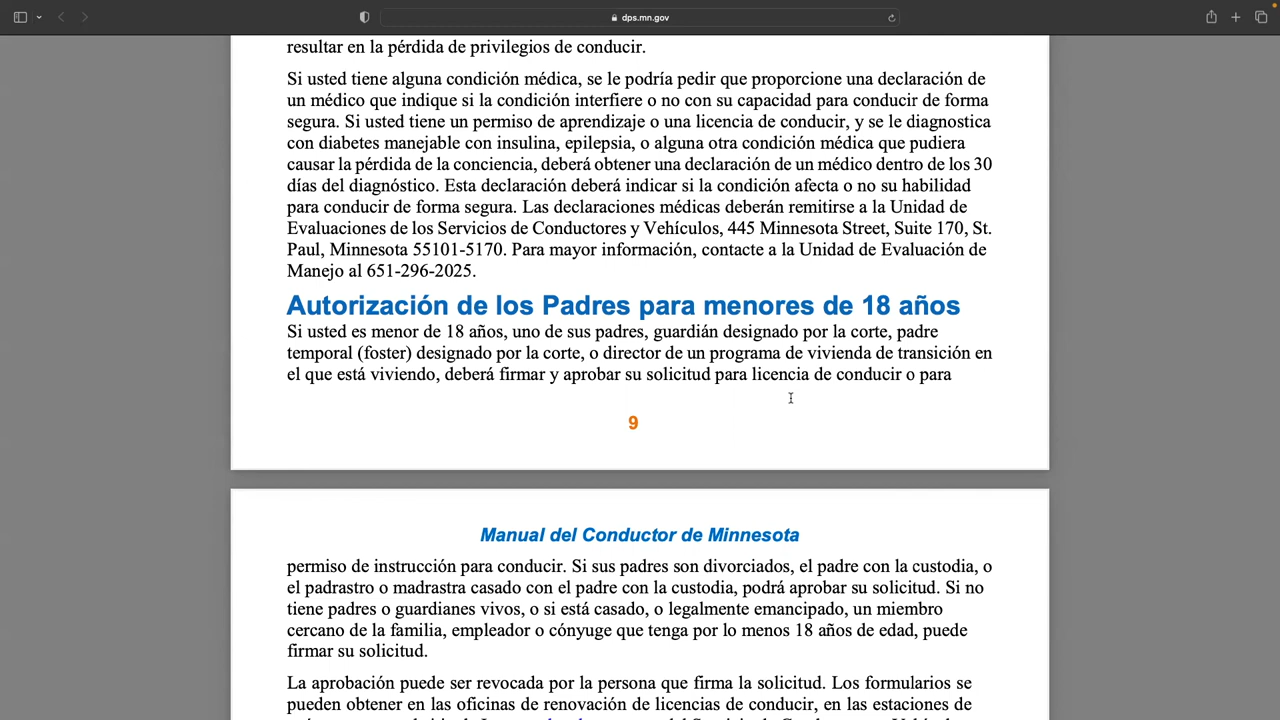 dps.mn.gov
resultar en la pérdida de privilegios de conducir.
Si usted tiene alguna condición médica, se le podría pedir que proporcione una declaración de
un médico que indique si la condición interfiere o no con su capacidad para conducir de forma
segura. Si usted tiene un permiso de aprendizaje o una licencia de conducir, y se le diagnostica
con diabetes manejable con insulina, epilepsia, o alguna otra condición médica que pudiera
causar la pérdida de la conciencia, deberá obtener una declaración de un médico dentro de los 30
días del diagnóstico. Esta declaración deberá indicar si la condición afecta o no su habilidad
para conducir de forma segura. Las declaraciones médicas deberán remitirse a la Unidad de
Evaluaciones de los Servicios de Conductores y Vehículos, 445 Minnesota Street, Suite 170, St.
Paul, Minnesota 55101-5170. Para mayor información, contacte a la Unidad de Evaluación de
Manejo al 651-296-2025.
Autorización de los Padres para menores de 18 años
Si usted es menor de 18 años, uno de sus padres, guardián designado por la corte, padre
temporal (foster) designado por la corte, o director de un programa de vivienda de transición en
el que está viviendo, deberá firmar y aprobar su solicitud para licencia de conducir o para
9
Manual del Conductor de Minnesota
permiso de instrucción para conducir. Si sus padres son divorciados, el padre con la custodia, o
el padrastro o madrastra casado con el padre con la custodia, podrá aprobar su solicitud. Si no
tiene padres o guardianes vivos, o si está casado, o legalmente emancipado, un miembro
cercano de la familia, empleador o cónyuge que tenga por lo menos 18 años de edad, puede
firmar su solicitud.
La aprobación puede ser revocada por la persona que firma la solicitud. Los formularios se
pueden obtener en las oficinas de renovación de licencias de conducir, en las estaciones de